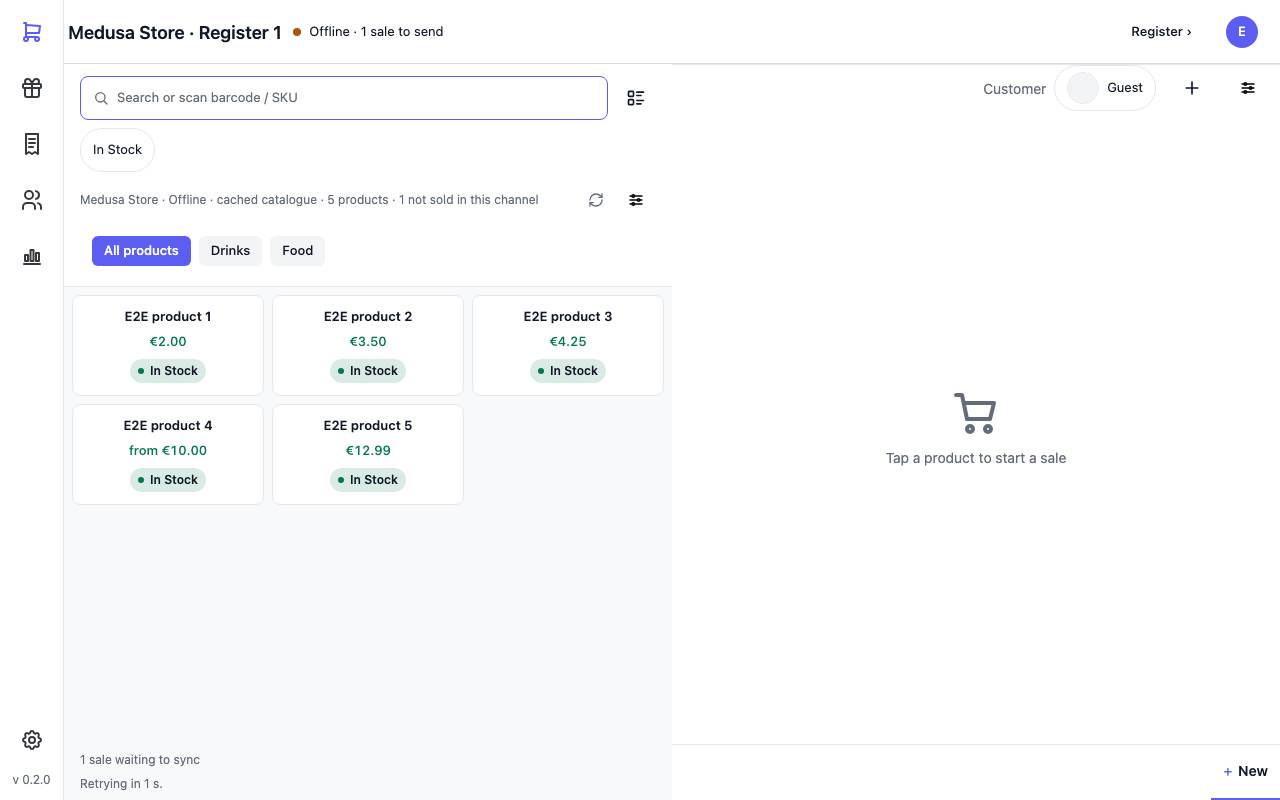 Medusa Store · Register 1
Offline · 1 sale to send
Register ›
E
Search or scan barcode / SKU
Customer
Guest
In Stock
Medusa Store · Offline · cached catalogue · 5 products · 1 not sold in this channel
All products
Drinks
Food
E2E product 1
€2.00
In Stock
E2E product 2
€3.50
In Stock
E2E product 3
€4.25
In Stock
E2E product 4
from €10.00
In Stock
E2E product 5
€12.99
In Stock
Tap a product to start a sale
1 sale waiting to sync
Retrying in 1 s.
v 0.2.0
+ New